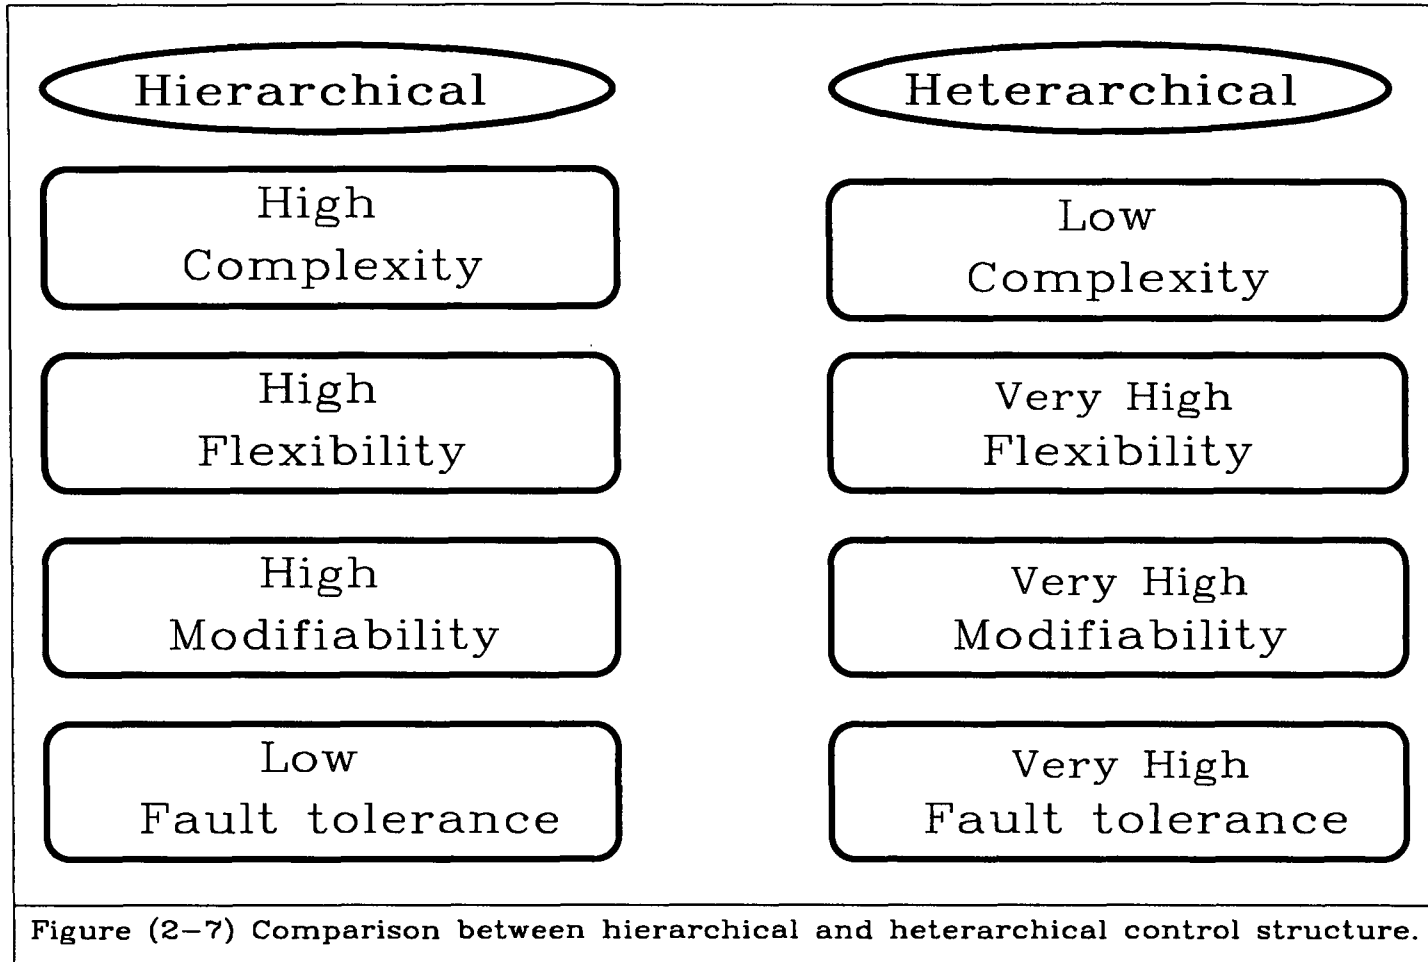 Hierarchical
Heterarchical
High
Complexity
Low
Complexity
High
Flexibility
Very High
Flexibility
High
Modifiability
Very High
Modifiability
Low
Fault tolerance
Very High
Fault tolerance
Figure (2-7) Comparison between hierarchical and heterarchical control structure.